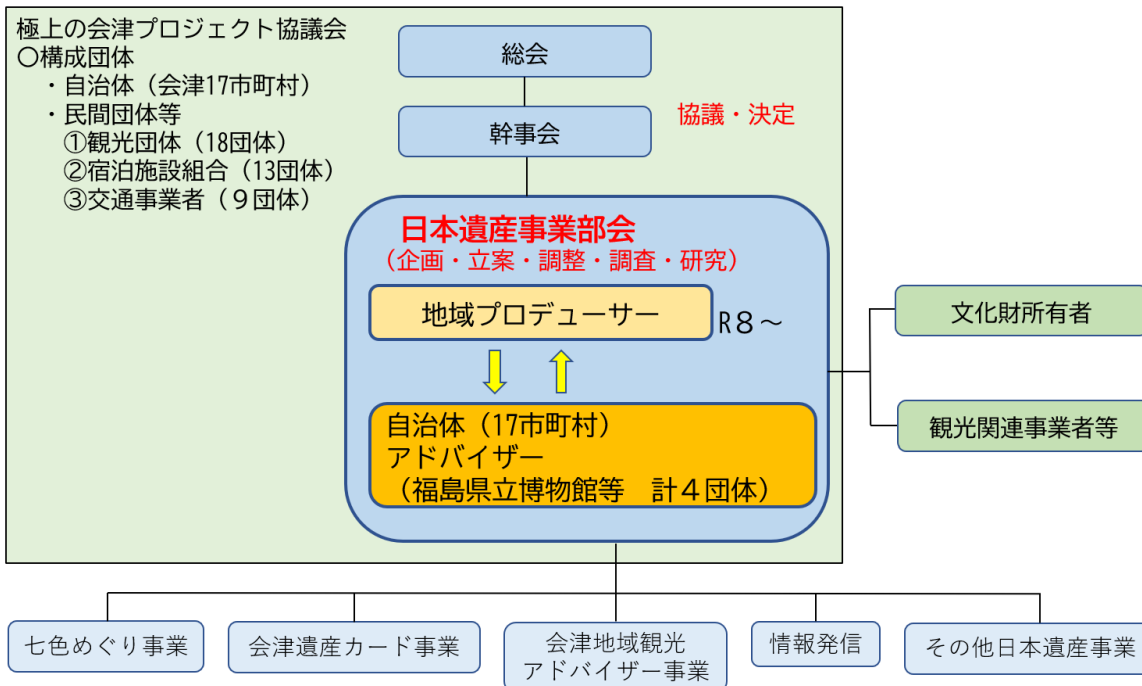 極上の会津プロジェクト協議会
〇構成団体
・自治体（会津17市町村）
・民間団体等
①観光団体（18団体）
②宿泊施設組合（13団体）
③交通事業者（９団体）
総会
幹事会
協議・決定
日本遺産事業部会
（企画・立案・調整・調査・研究）
地域プロデューサー
R８～
自治体（17市町村）
アドバイザー
（福島県立博物館等　計４団体）
文化財所有者
観光関連事業者等
七色めぐり事業
会津遺産カード事業
会津地域観光
アドバイザー事業
情報発信
その他日本遺産事業